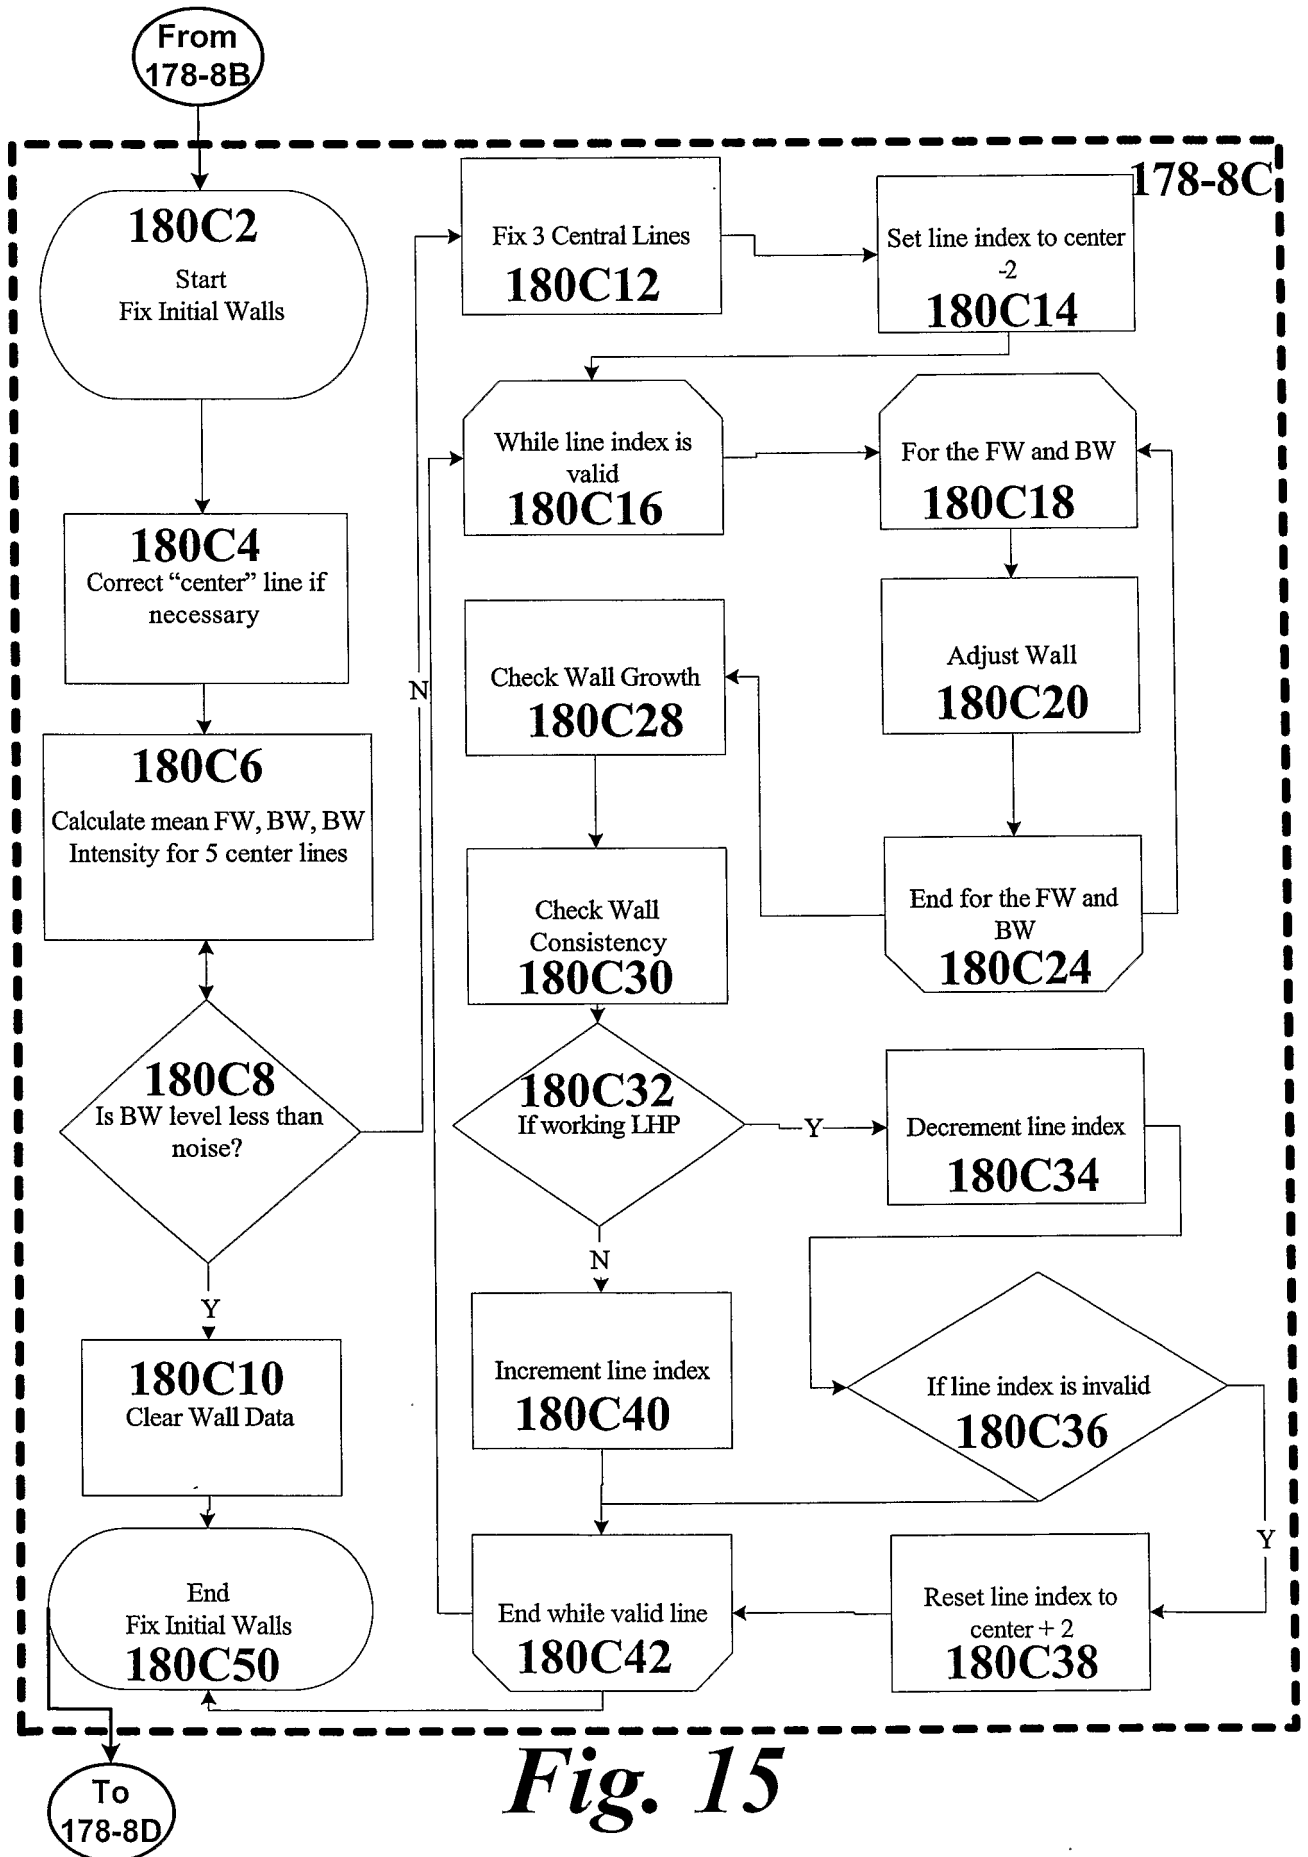 From
178-8B
178-8C
180C2
Start
Fix Initial Walls
180C4
Correct “center” line if
necessary
180C6
Calculate mean FW, BW, BW
Intensity for 5 center lines
180C8
Is BW level less than
noise?
N
Y
180C10
Clear Wall Data
End
Fix Initial Walls
180C50
To
178-8D
Fix 3 Central Lines
180C12
Set line index to center
-2
180C14
While line index is
valid
180C16
For the FW and BW
180C18
Adjust Wall
180C20
End for the FW and
BW
180C24
Check Wall Growth
180C28
Check Wall
Consistency
180C30
180C32
If working LHP
Y
N
Decrement line index
180C34
If line index is invalid
180C36
Y
Reset line index to
center + 2
180C38
Increment line index
180C40
End while valid line
180C42
Fig. 15